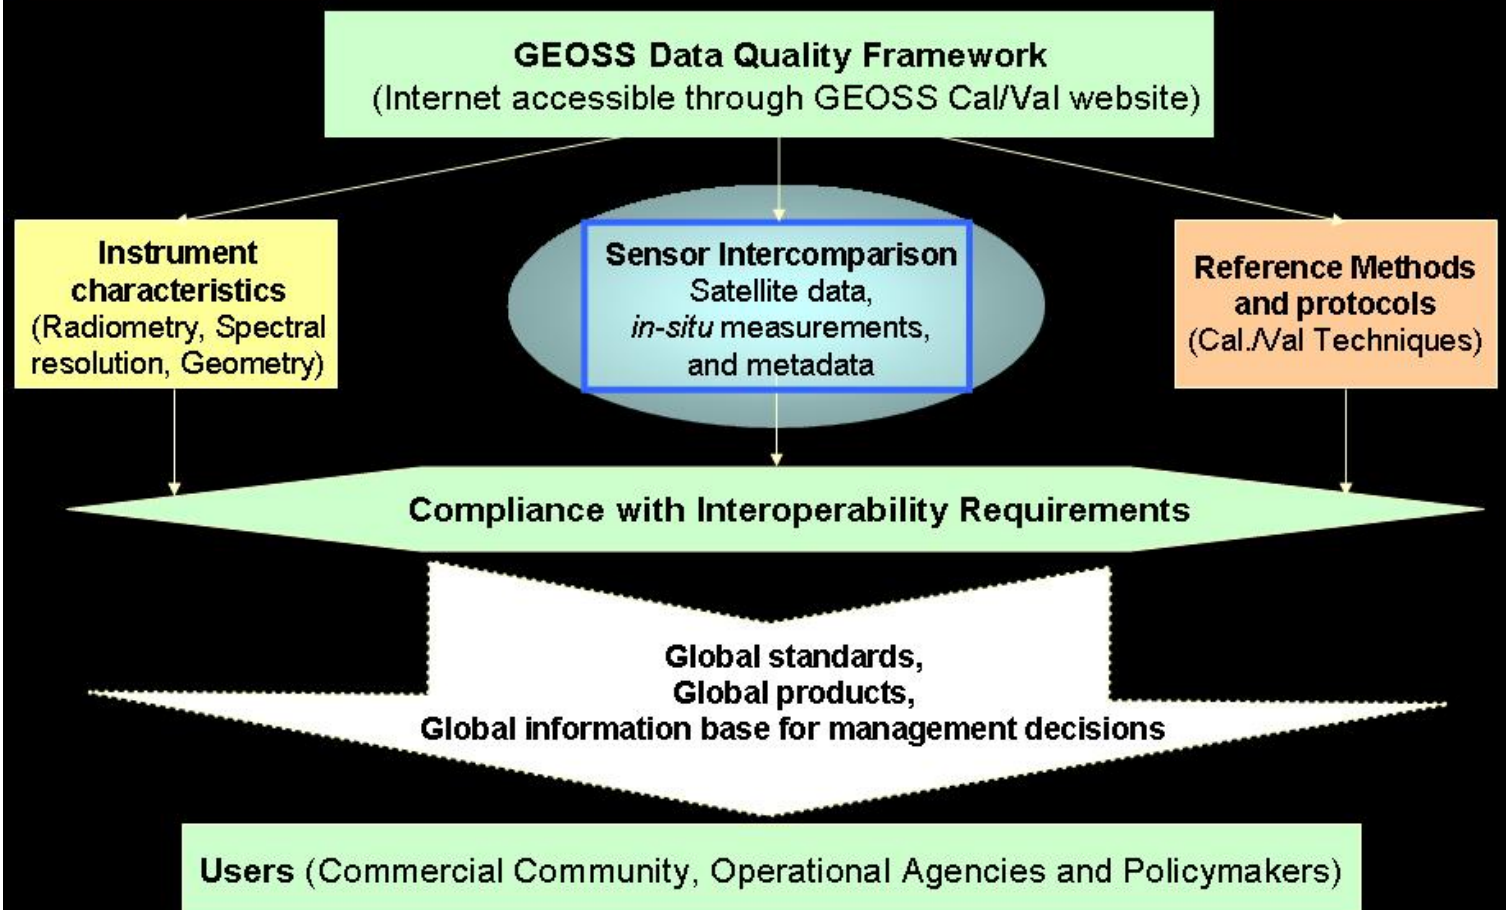 GEOSS Data Quality Framework
(Internet accessible through GEOSS Cal/Val website)
Instrument
characteristics
(Radiometry, Spectral
resolution, Geometry)
Sensor Intercomparison
Satellite data,
in-situ measurements,
and metadata
Reference Methods
and protocols
(Cal./Val Techniques)
Compliance with Interoperability Requirements
Global standards,
Global products,
Global information base for management decisions
Users (Commercial Community, Operational Agencies and Policymakers)